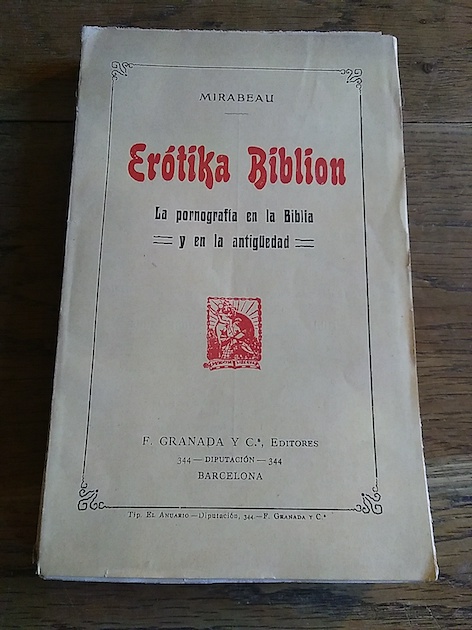 MIRABEAU
Erótika Biblion
La pornografía en la Biblia
y en la antigüedad
F. GRANADA Y C.ª, EDITORES
344 — DIPUTACIÓN — 344
BARCELONA
Tip. EL ANUARIO — Diputación, 344 — F. GRANADA Y C.ª